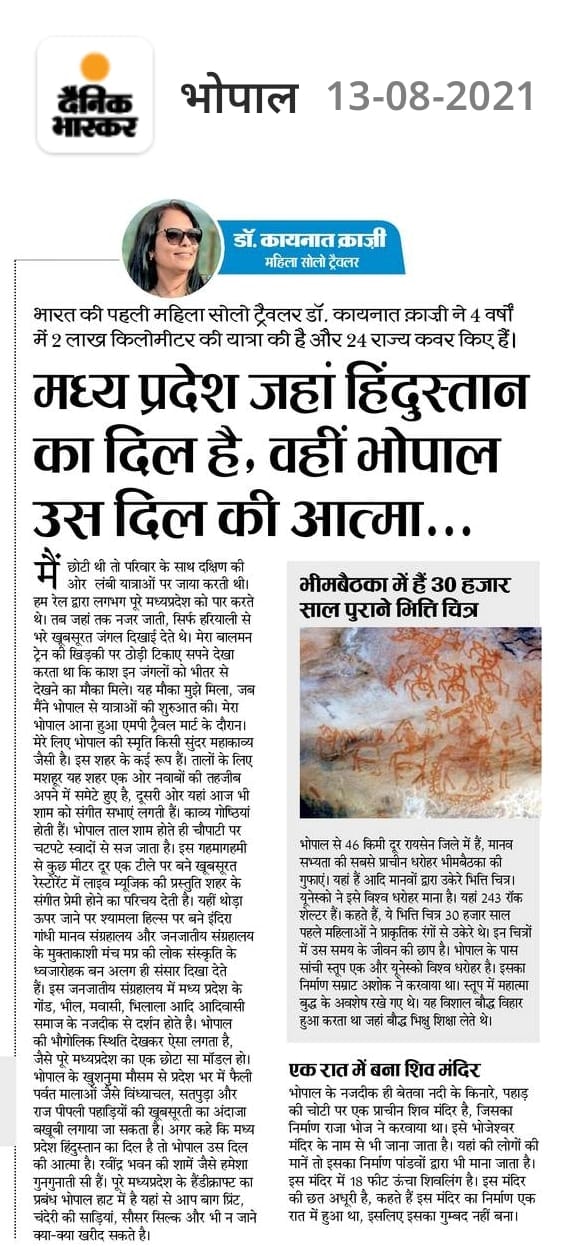 दैनिक
भास्कर
भोपाल 13-08-2021
डॉ. कायनात क़ाज़ी
महिला सोलो ट्रैवलर
भारत की पहली महिला सोलो ट्रैवलर डॉ. कायनात क़ाज़ी ने 4 वर्षों
में 2 लाख किलोमीटर की यात्रा की है और 24 राज्य कवर किए हैं।
मध्य प्रदेश जहां हिंदुस्तान
का दिल है, वहीं भोपाल
उस दिल की आत्मा...
मैं छोटी थी तो परिवार के साथ दक्षिण की
ओर लंबी यात्राओं पर जाया करती थी।
हम रेल द्वारा लगभग पूरे मध्यप्रदेश को पार करते
थे। तब जहां तक नजर जाती, सिर्फ हरियाली से
भरे खूबसूरत जंगल दिखाई देते थे। मेरा बालमन
ट्रेन की खिड़की पर ठोड़ी टिकाए सपने देखा
करता था कि काश इन जंगलों को भीतर से
देखने का मौका मिले। यह मौका मुझे मिला, जब
मैंने भोपाल से यात्राओं की शुरुआत की। मेरा
भोपाल आना हुआ एमपी ट्रैवल मार्ट के दौरान।
मेरे लिए भोपाल की स्मृति किसी सुंदर महाकाव्य
जैसी है। इस शहर के कई रूप हैं। तालों के लिए
मशहूर यह शहर एक ओर नवाबों की तहजीब
अपने में समेटे हुए है, दूसरी ओर यहां आज भी
शाम को संगीत सभाएं लगती हैं। काव्य गोष्ठियां
होती हैं। भोपाल ताल शाम होते ही चौपाटी पर
चटपटे स्वादों से सज जाता है। इस गहमागहमी
से कुछ मीटर दूर एक टीले पर बने खूबसूरत
रेस्टोरेंट में लाइव म्यूजिक की प्रस्तुति शहर के
संगीत प्रेमी होने का परिचय देती है। यहीं थोड़ा
ऊपर जाने पर श्यामला हिल्स पर बने इंदिरा
गांधी मानव संग्रहालय और जनजातीय संग्रहालय
के मुक्ताकाशी मंच मप्र की लोक संस्कृति के
ध्वजारोहक बन अलग ही संसार दिखा देते
हैं। इस जनजातीय संग्रहालय में मध्य प्रदेश के
गोंड, भील, मवासी, भिलाला आदि आदिवासी
समाज के नजदीक से दर्शन होते है। भोपाल
की भौगोलिक स्थिति देखकर ऐसा लगता है,
जैसे पूरे मध्यप्रदेश का एक छोटा सा मॉडल हो।
भोपाल के खुशनुमा मौसम से प्रदेश भर में फैली
पर्वत मालाओं जैसे विंध्याचल, सतपुड़ा और
राज पीपली पहाड़ियों की खूबसूरती का अंदाजा
बखूबी लगाया जा सकता है। अगर कहें कि मध्य
प्रदेश हिंदुस्तान का दिल है तो भोपाल उस दिल
की आत्मा है। रवींद्र भवन की शामें जैसे हमेशा
गुनगुनाती सी हैं। पूरे मध्यप्रदेश के हैंडीक्राफ्ट का
प्रबंध भोपाल हाट में है यहां से आप बाग प्रिंट,
चंदेरी की साड़ियां, सौसर सिल्क और भी न जाने
क्या-क्या खरीद सकते है।
भीमबैठका में हैं 30 हजार
साल पुराने भित्ति चित्र
भोपाल से 46 किमी दूर रायसेन जिले में हैं, मानव
सभ्यता की सबसे प्राचीन धरोहर भीमबैठका की
गुफाएं। यहां हैं आदि मानवों द्वारा उकेरे भित्ति चित्र।
यूनेस्को ने इसे विश्व धरोहर माना है। यहां 243 रॉक
शेल्टर हैं। कहते हैं, ये भित्ति चित्र 30 हजार साल
पहले महिलाओं ने प्राकृतिक रंगों से उकेरे थे। इन चित्रों
में उस समय के जीवन की छाप है। भोपाल के पास
सांची स्तूप एक और यूनेस्को विश्व धरोहर है। इसका
निर्माण सम्राट अशोक ने करवाया था। स्तूप में महात्मा
बुद्ध के अवशेष रखे गए थे। यह विशाल बौद्ध विहार
हुआ करता था जहां बौद्ध भिक्षु शिक्षा लेते थे।
एक रात में बना शिव मंदिर
भोपाल के नजदीक ही बेतवा नदी के किनारे, पहाड़
की चोटी पर एक प्राचीन शिव मंदिर है, जिसका
निर्माण राजा भोज ने करवाया था। इसे भोजेश्वर
मंदिर के नाम से भी जाना जाता है। यहां की लोगों की
मानें तो इसका निर्माण पांडवों द्वारा भी माना जाता है।
इस मंदिर में 18 फीट ऊंचा शिवलिंग है। इस मंदिर
की छत अधूरी है, कहते हैं इस मंदिर का निर्माण एक
रात में हुआ था, इसलिए इसका गुम्बद नहीं बना।